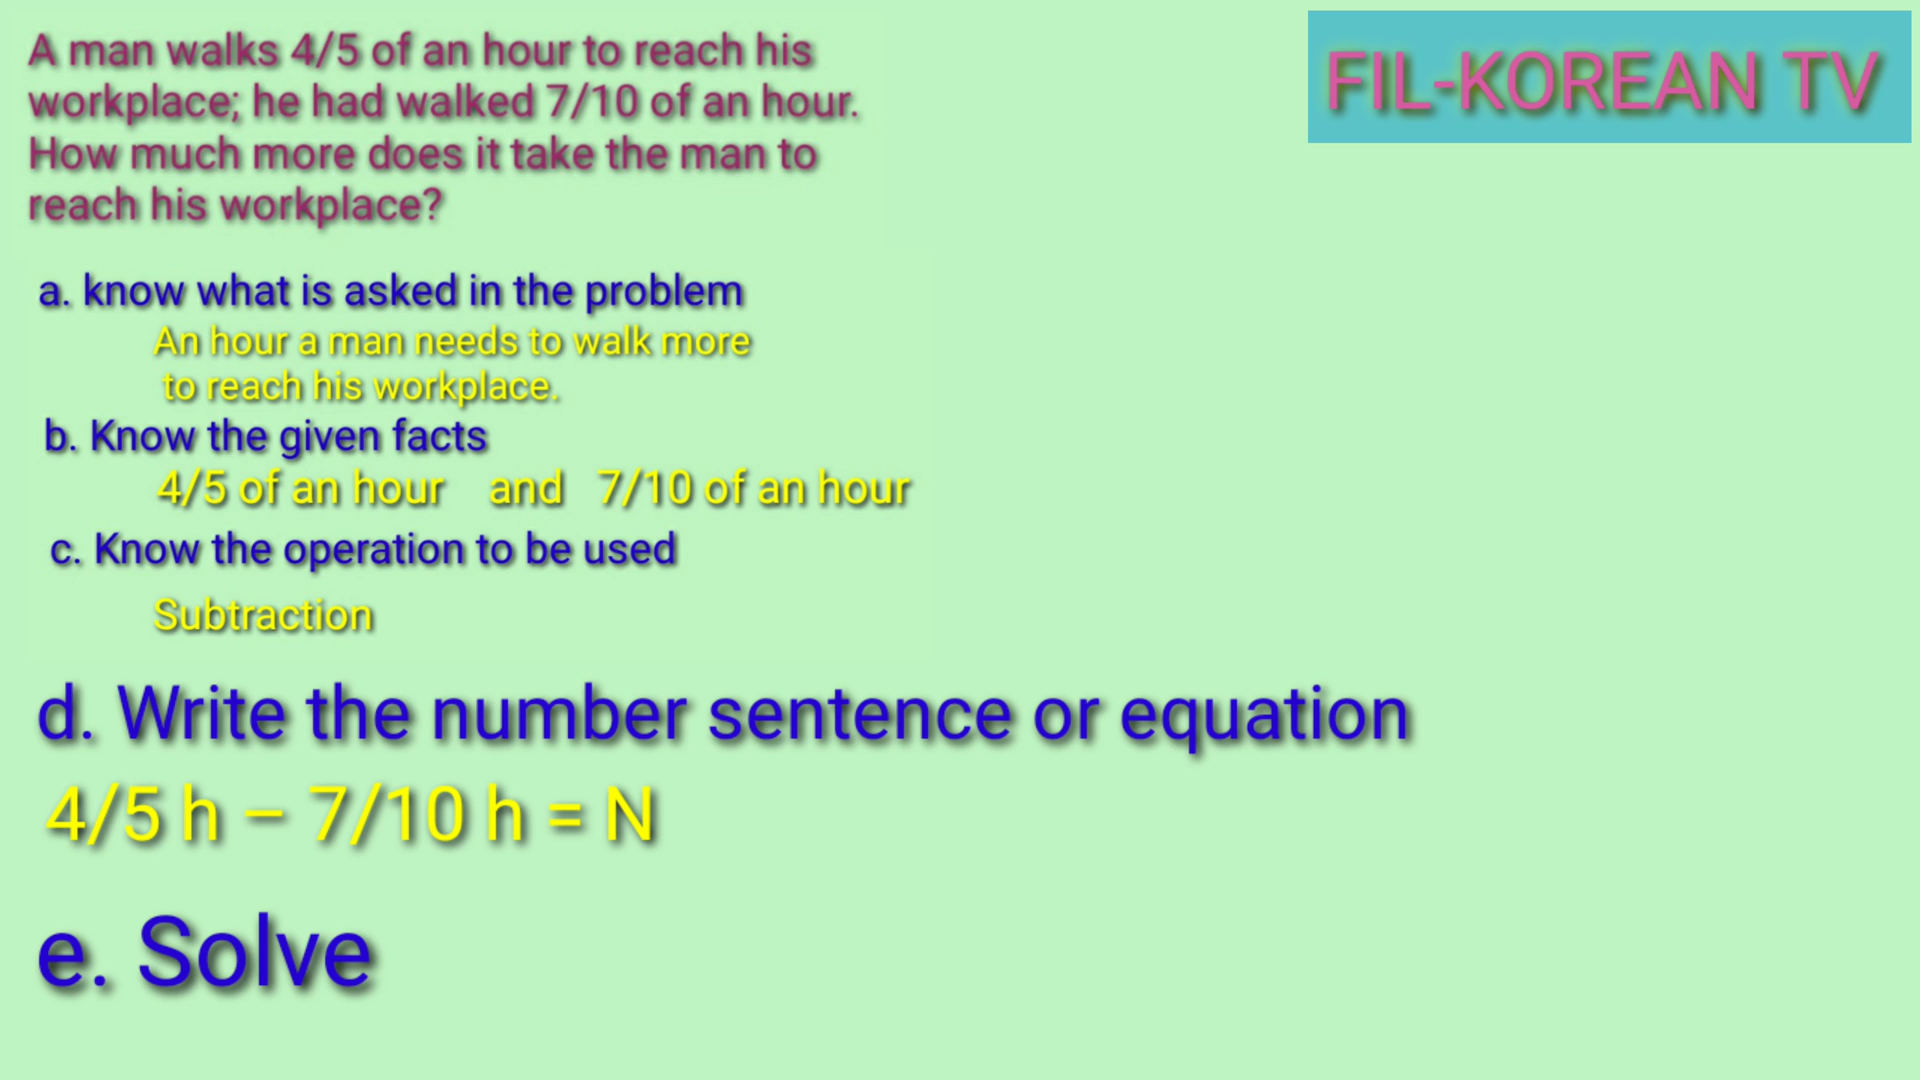 A man walks 4/5 of an hour to reach his
workplace; he had walked 7/10 of an hour.
How much more does it take the man to
reach his workplace?
FIL-KOREAN TV
a. know what is asked in the problem
An hour a man needs to walk more
to reach his workplace.
b. Know the given facts
4/5 of an hour and 7/10 of an hour
c. Know the operation to be used
Subtraction
d. Write the number sentence or equation
4/5 h – 7/10 h = N
e. Solve